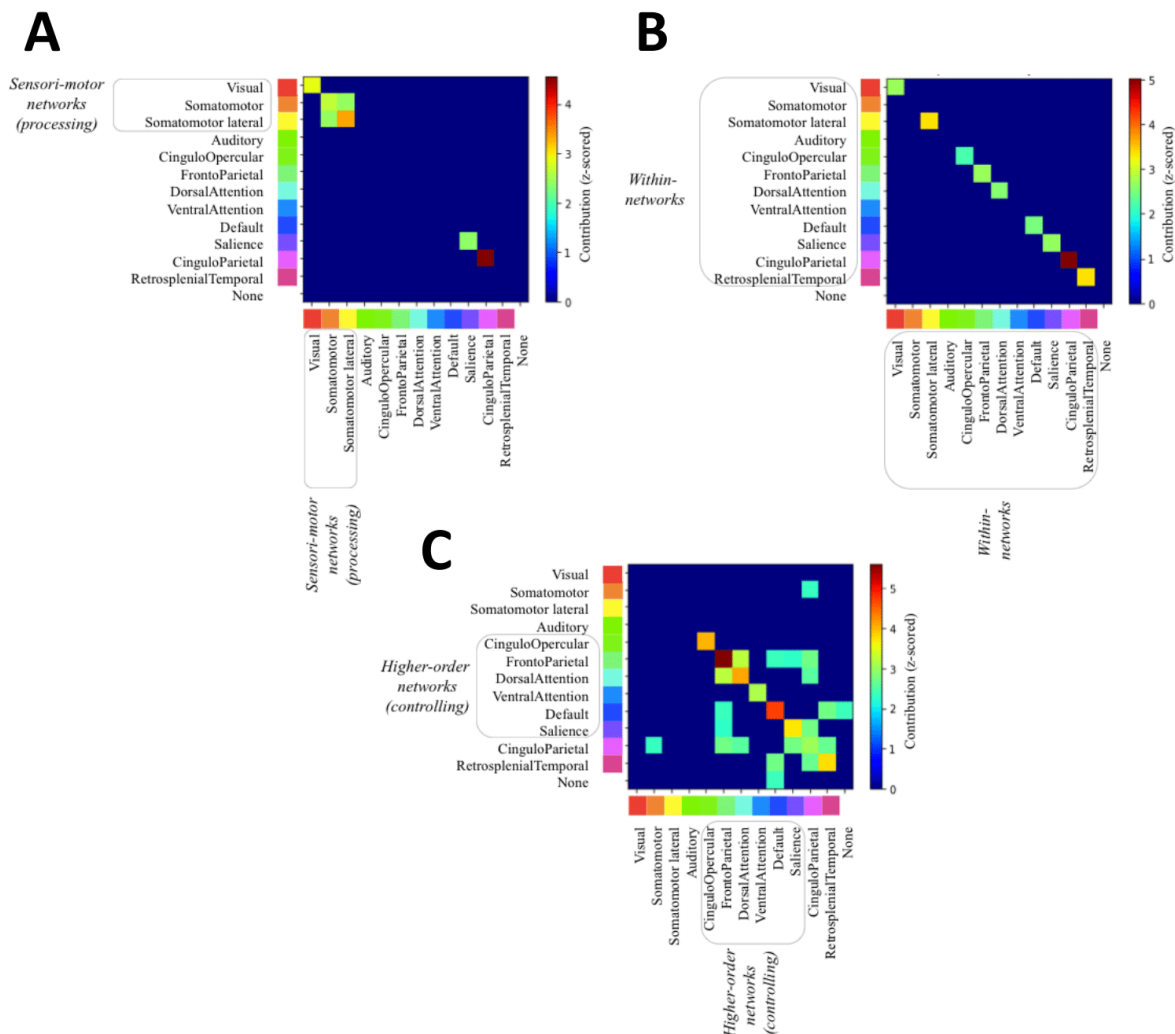 A
Sensori-motor
networks
(processing)
Visual
Somatomotor
Somatomotor lateral
Auditory
CinguloOpercular
FrontoParietal
DorsalAttention
VentralAttention
Default
Salience
CinguloParietal
RetrosplenialTemporal
None
4
3
2
1
0
Contribution (z-scored)
Visual
Somatomotor
Somatomotor lateral
Auditory
CinguloOpercular
FrontoParietal
DorsalAttention
VentralAttention
Default
Salience
CinguloParietal
RetrosplenialTemporal
None
Sensori-motor
networks
(processing)
B
Within-
networks
Visual
Somatomotor
Somatomotor lateral
Auditory
CinguloOpercular
FrontoParietal
DorsalAttention
VentralAttention
Default
Salience
CinguloParietal
RetrosplenialTemporal
None
5
4
3
2
1
0
Contribution (z-scored)
Visual
Somatomotor
Somatomotor lateral
Auditory
CinguloOpercular
FrontoParietal
DorsalAttention
VentralAttention
Default
Salience
CinguloParietal
RetrosplenialTemporal
None
Within-
networks
C
Higher-order
networks
(controlling)
Visual
Somatomotor
Somatomotor lateral
Auditory
CinguloOpercular
FrontoParietal
DorsalAttention
VentralAttention
Default
Salience
CinguloParietal
RetrosplenialTemporal
None
5
4
3
2
1
0
Contribution (z-scored)
Visual
Somatomotor
Somatomotor lateral
Auditory
CinguloOpercular
FrontoParietal
DorsalAttention
VentralAttention
Default
Salience
CinguloParietal
RetrosplenialTemporal
None
Higher-order
networks
(controlling)